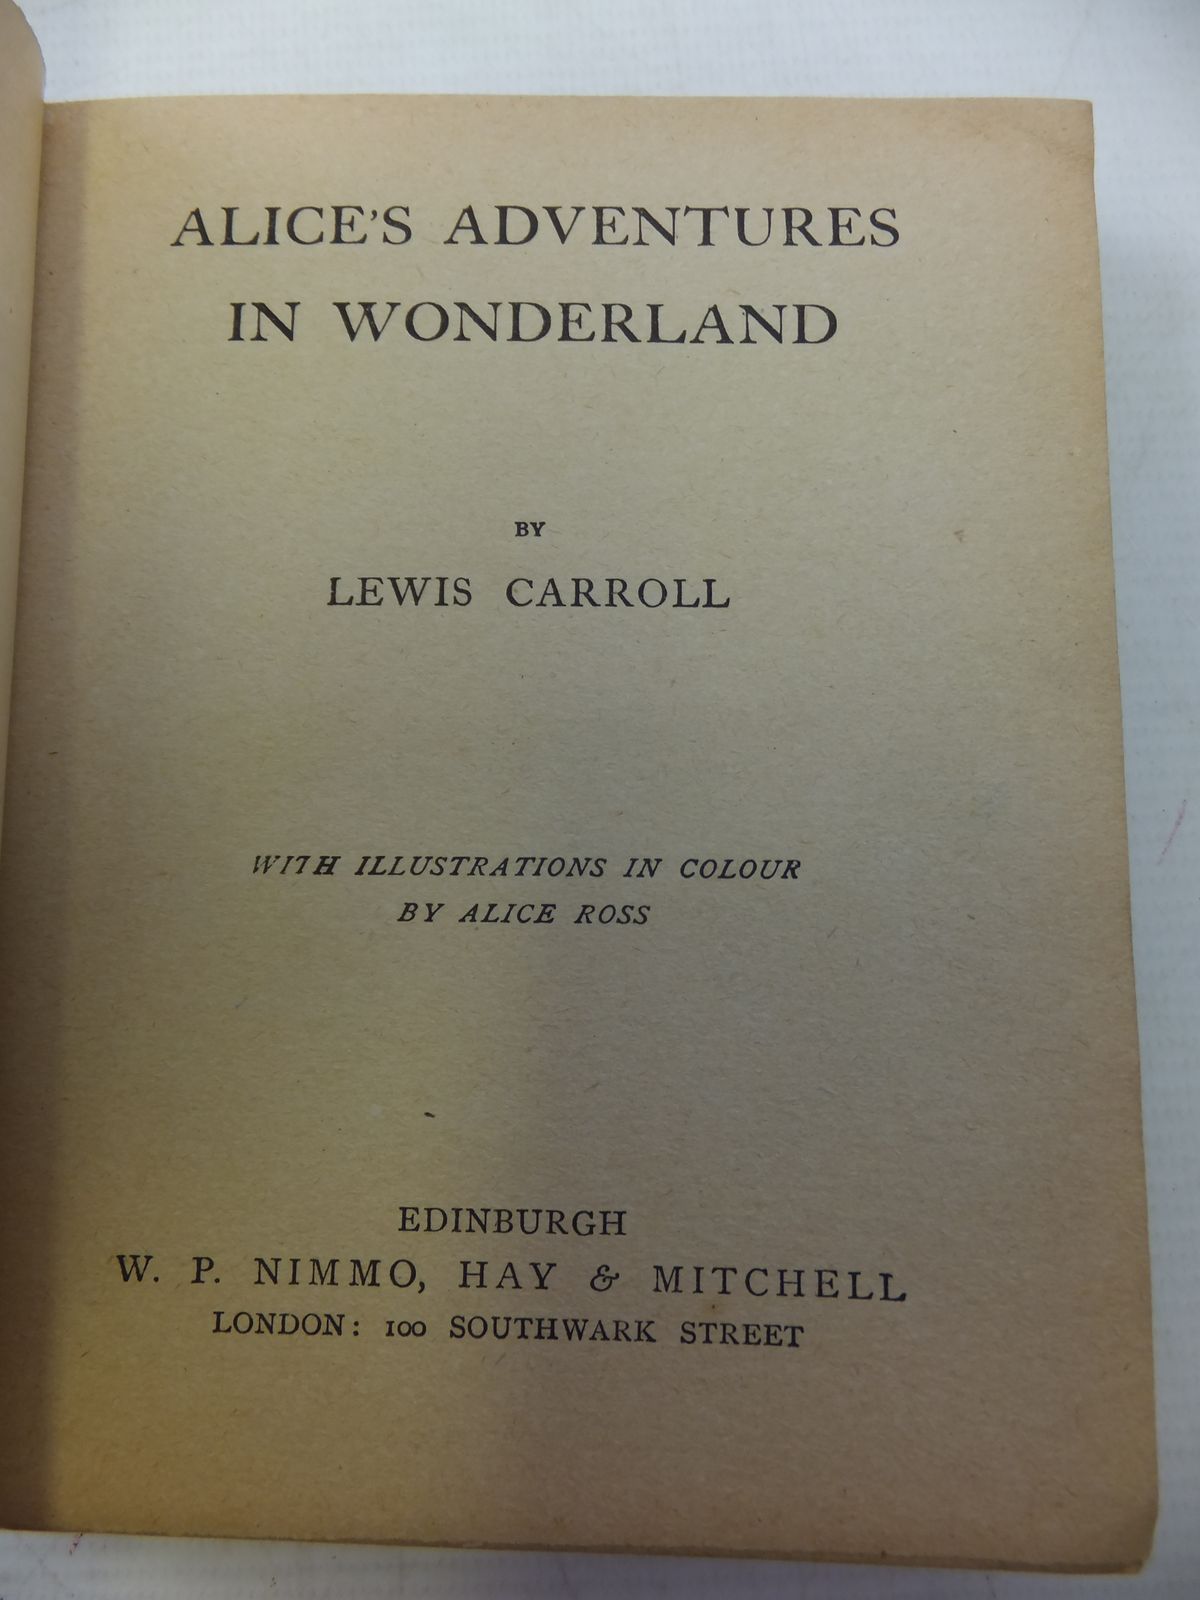 ALICE'S ADVENTURES
IN WONDERLAND
BY
LEWIS CARROLL
WITH ILLUSTRATIONS IN COLOUR
BY ALICE ROSS
EDINBURGH
W. P. NIMMO, HAY & MITCHELL
LONDON: 100 SOUTHWARK STREET